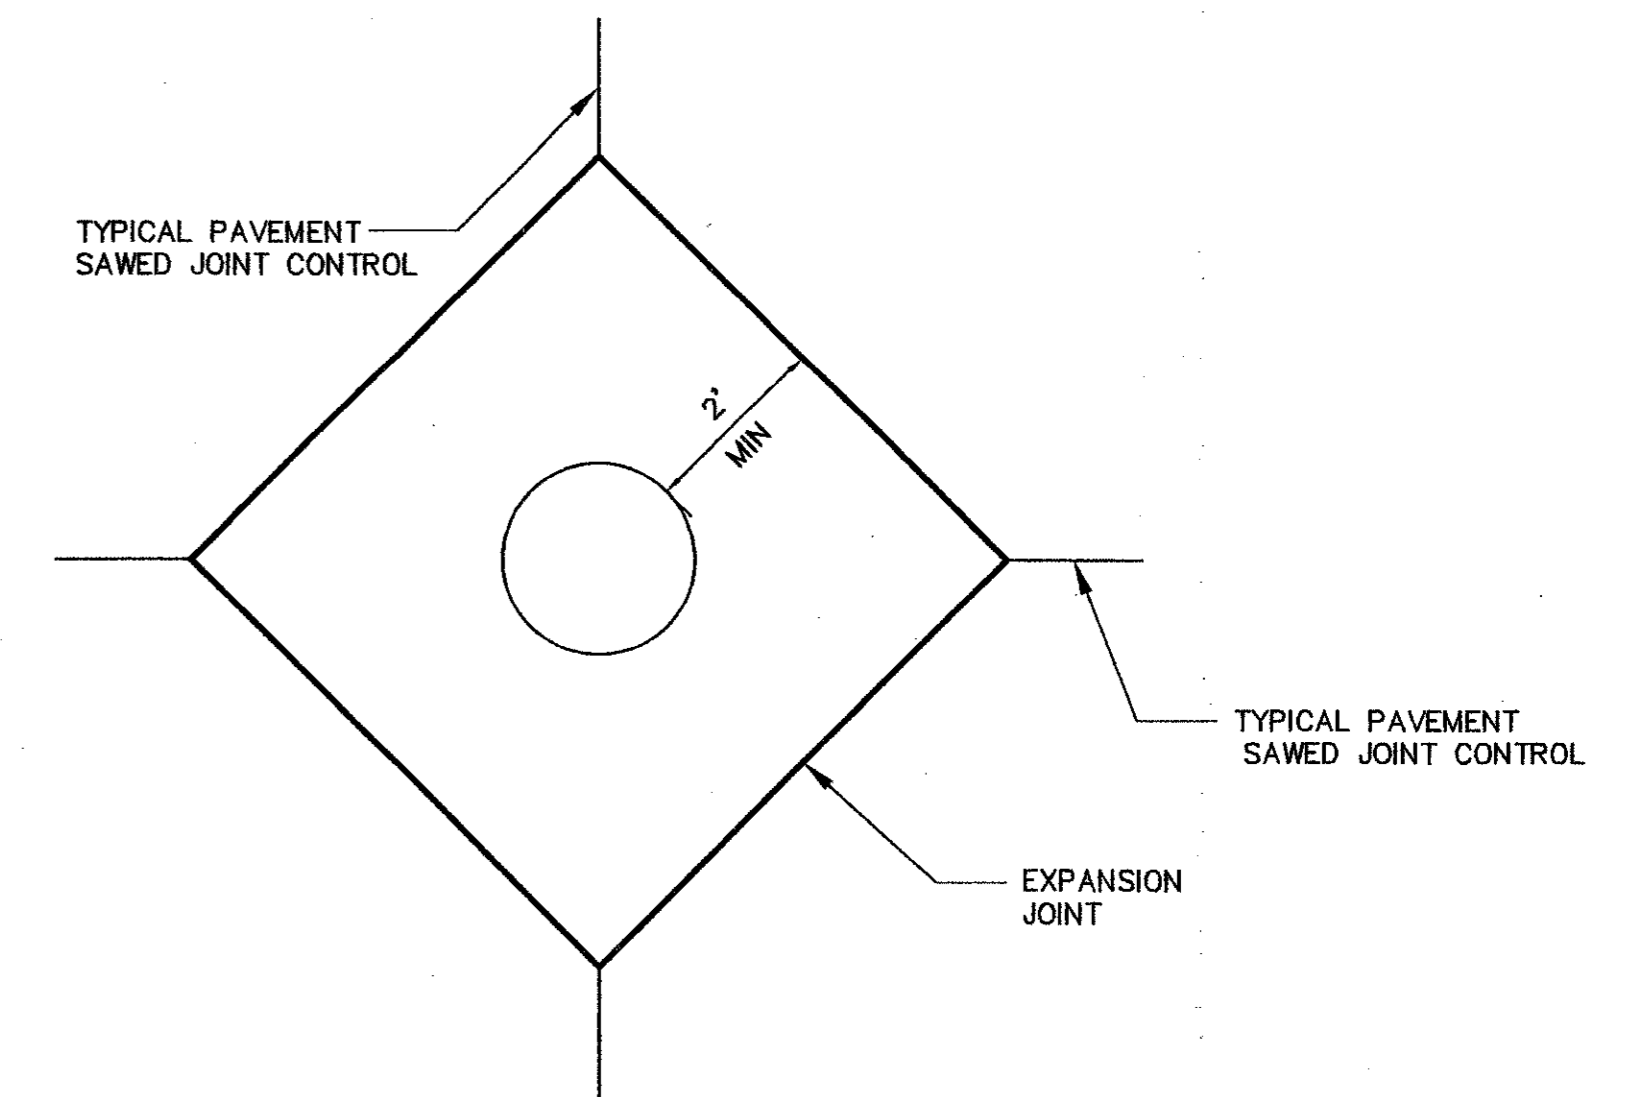 TYPICAL PAVEMENT
SAWED JOINT CONTROL
2'
MIN
TYPICAL PAVEMENT
SAWED JOINT CONTROL
EXPANSION
JOINT